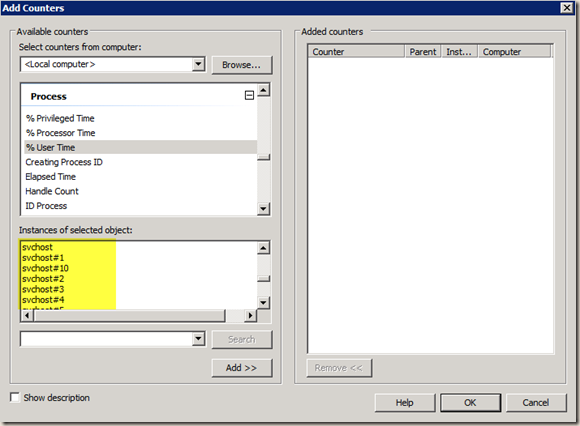 Add Counters
Available counters
Select counters from computer:
<Local computer>
Browse...
Process
% Privileged Time
% Processor Time
% User Time
Creating Process ID
Elapsed Time
Handle Count
ID Process
Instances of selected object:
svchost
svchost#1
svchost#10
svchost#2
svchost#3
svchost#4
Search
Add >>
Show description
Added counters
Counter Parent Inst... Computer
Remove <<
Help OK Cancel